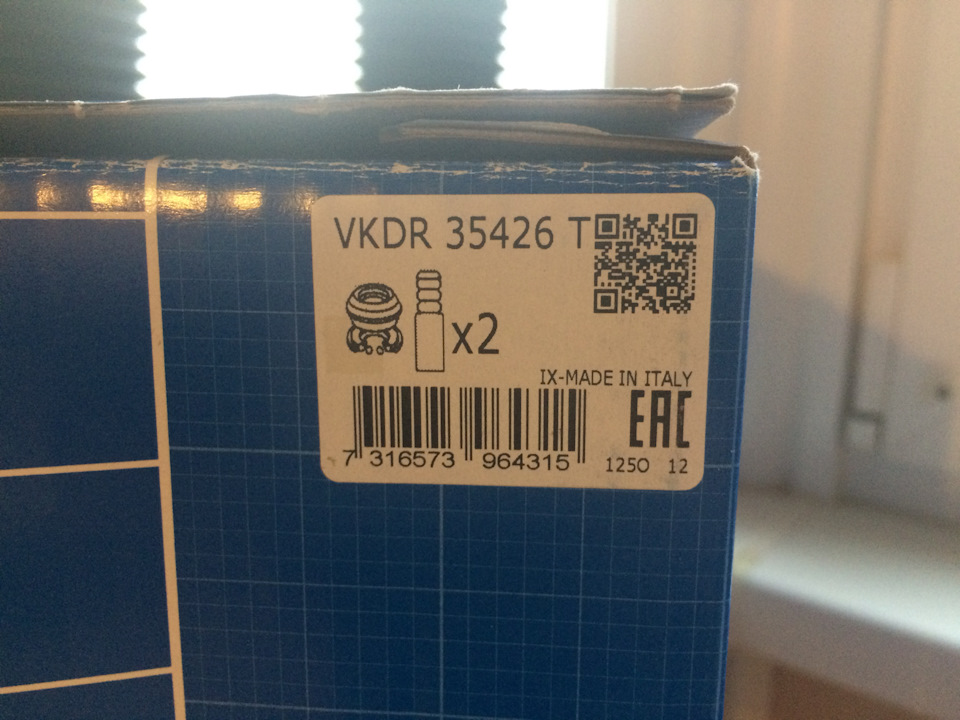 VKDR 35426 T
x2
IX-MADE IN ITALY
EAC
7 316573 964315
1250 12